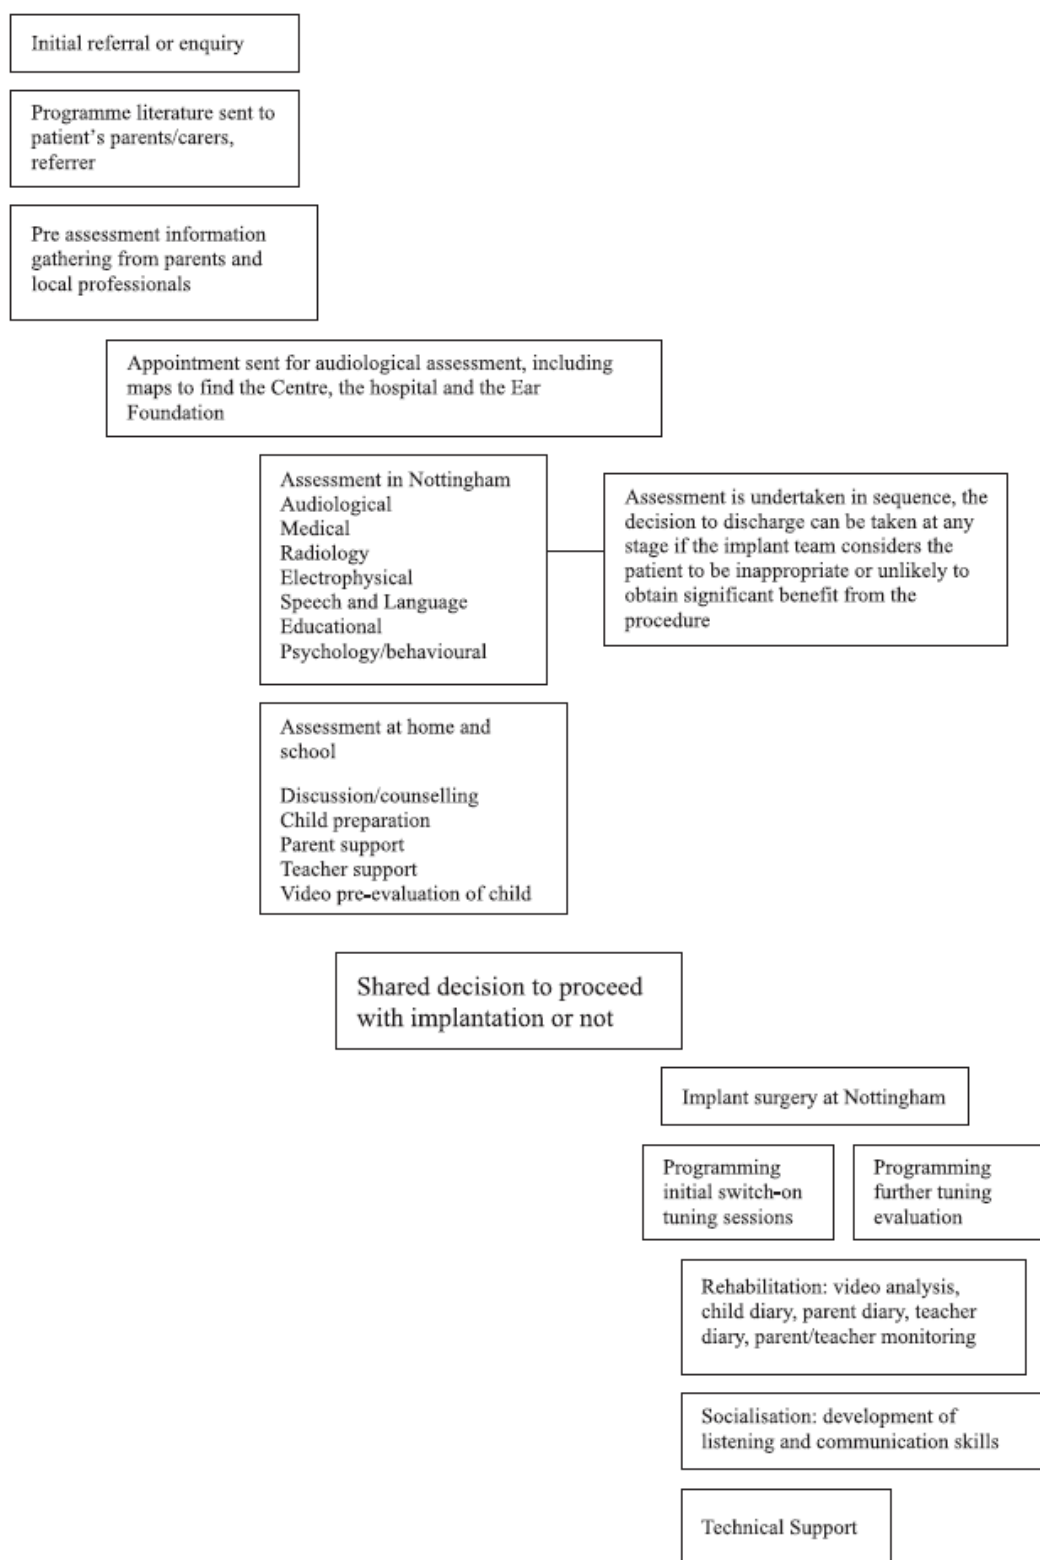 Initial referral or enquiry
Programme literature sent to
patient's parents/carers,
referrer
Pre assessment information
gathering from parents and
local professionals
Appointment sent for audiological assessment, including
maps to find the Centre, the hospital and the Ear
Foundation
Assessment in Nottingham
Audiological
Medical
Radiology
Electrophysical
Speech and Language
Educational
Psychology/behavioural
Assessment is undertaken in sequence, the
decision to discharge can be taken at any
stage if the implant team considers the
patient to be inappropriate or unlikely to
obtain significant benefit from the
procedure
Assessment at home and
school
Discussion/counselling
Child preparation
Parent support
Teacher support
Video pre-evaluation of child
Shared decision to proceed
with implantation or not
Implant surgery at Nottingham
Programming
initial switch-on
tuning sessions
Programming
further tuning
evaluation
Rehabilitation: video analysis,
child diary, parent diary, teacher
diary, parent/teacher monitoring
Socialisation: development of
listening and communication skills
Technical Support